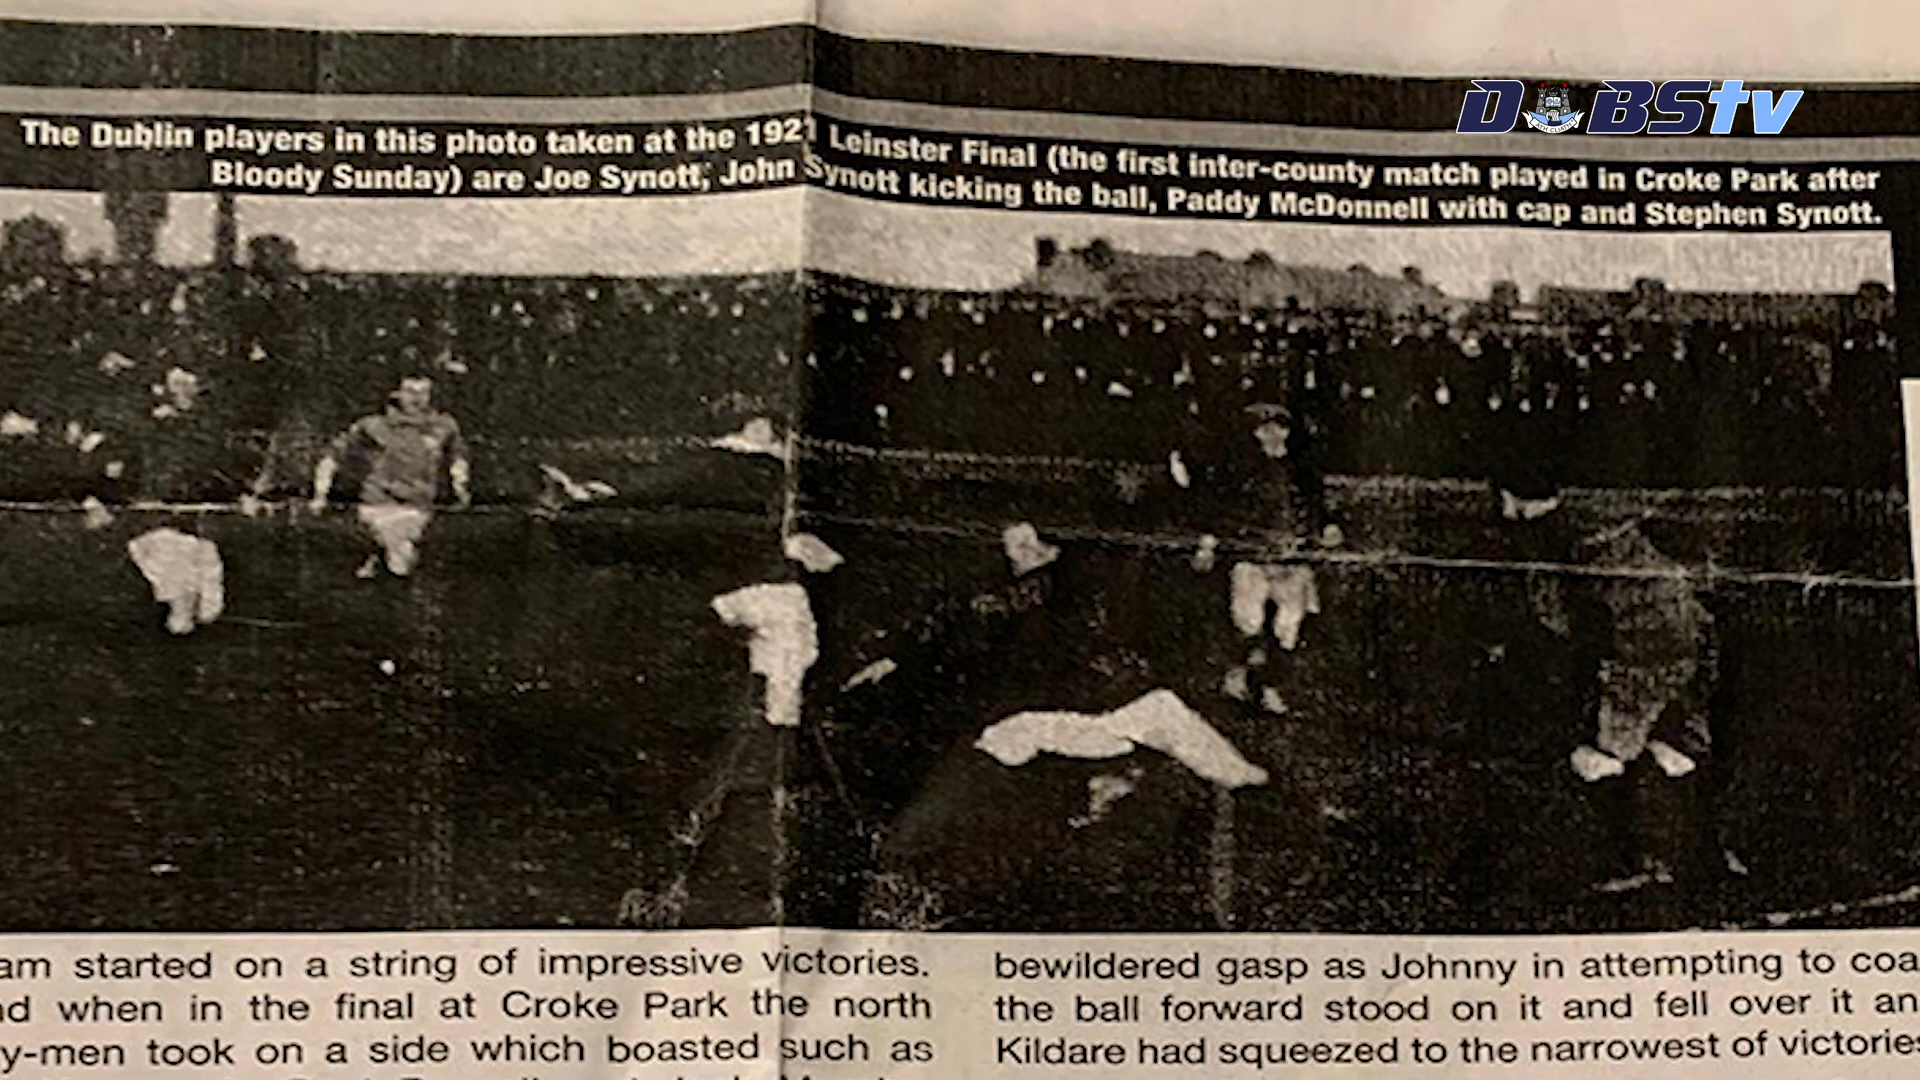 DUBSTV
The Dublin players in this photo taken at the 1921 Leinster Final (the first inter-county match played in Croke Park after
Bloody Sunday) are Joe Synott; John Synott kicking the ball, Paddy McDonnell with cap and Stephen Synott.
am started on a string of impressive victories.
nd when in the final at Croke Park the north
y-men took on a side which boasted such as
bewildered gasp as Johnny in attempting to coa
the ball forward stood on it and fell over it an
Kildare had squeezed to the narrowest of victories